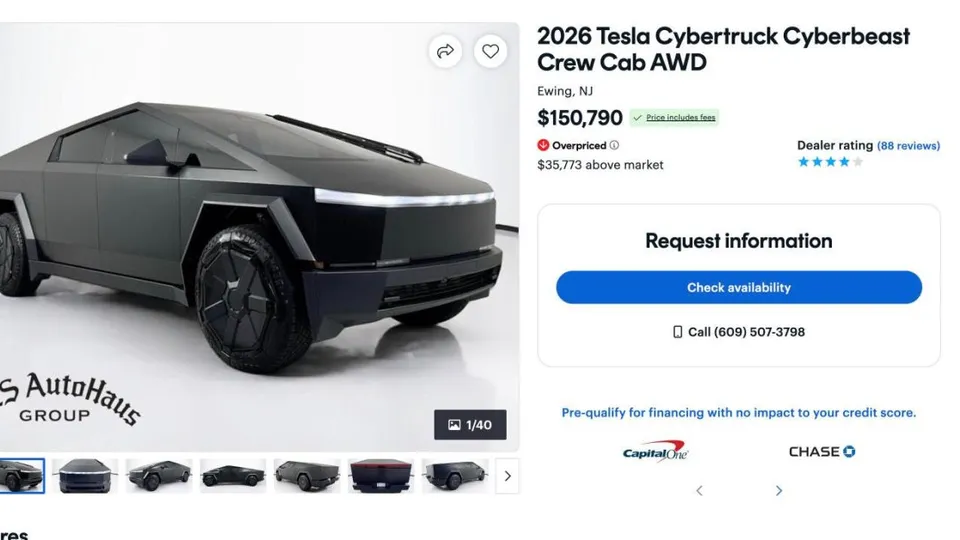 2026 Tesla Cybertruck Cyberbeast
Crew Cab AWD
Ewing, NJ
$150,790 Price includes fees
Overpriced
$35,773 above market
Dealer rating (88 reviews)
Request information
Check availability
Call (609) 507-3798
Pre-qualify for financing with no impact to your credit score.
Capital One
CHASE
S AutoHaus
GROUP
1/40
res